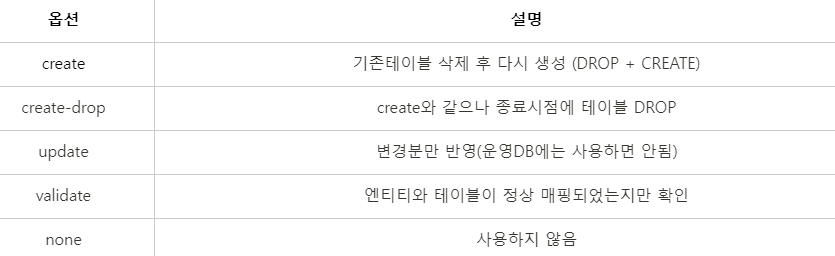 옵션 설명
create 기존테이블 삭제 후 다시 생성 (DROP + CREATE)
create-drop create와 같으나 종료시점에 테이블 DROP
update 변경분만 반영(운영DB에는 사용하면 안됨)
validate 엔티티와 테이블이 정상 매핑되었는지만 확인
none 사용하지 않음